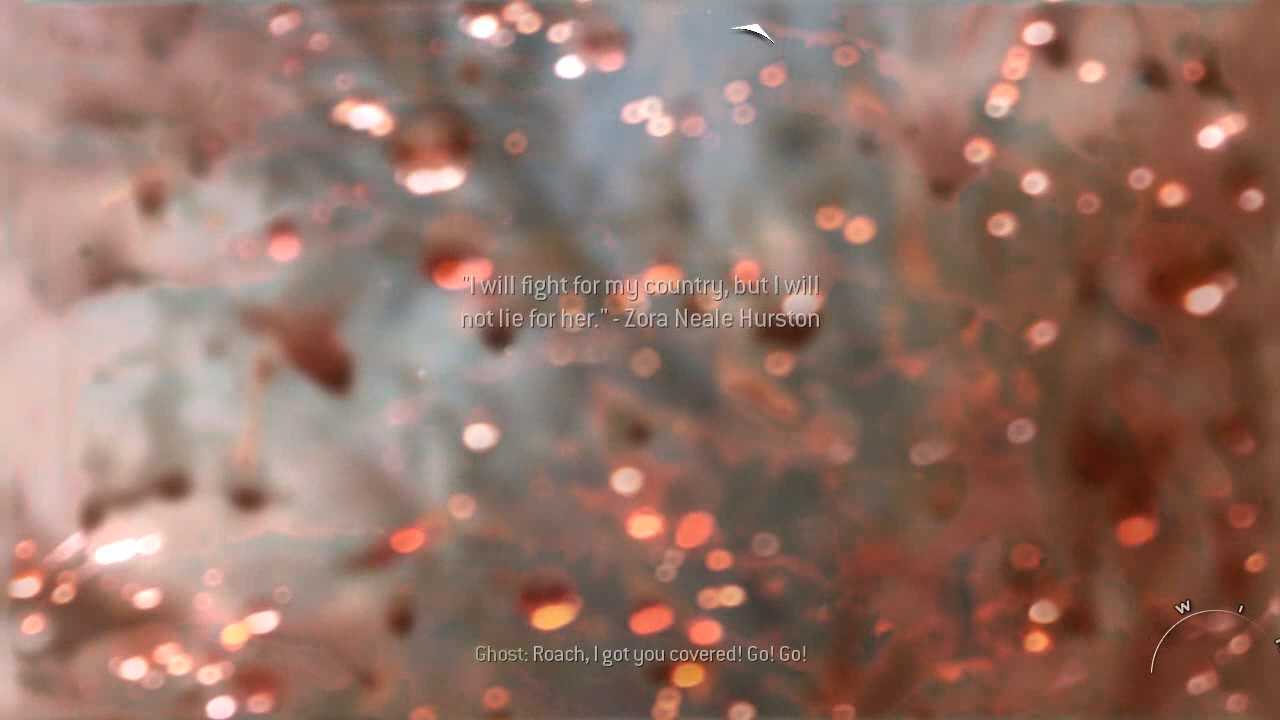 "I will fight for my country, but I will
not lie for her." - Zora Neale Hurston
Ghost: Roach, I got you covered! Go! Go!
W